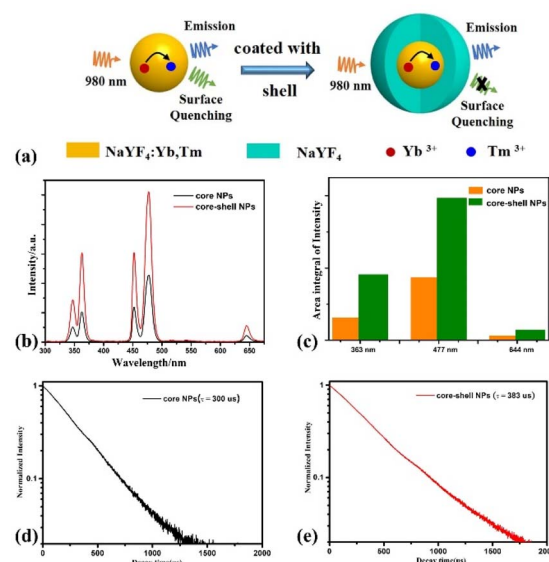 Emission
coated with
980 nm
Surface
Quenching
shell
Emission
980 nm
Surface
Quenching
(a)
NaYF₄:Yb,Tm
NaYF₄
Yb ³⁺
Tm ³⁺
core NPs
core-shell NPs
Intensity/a.u.
(b)
300 350 400 450 500 550 600 650
Wavelength/nm
core NPs
core-shell NPs
Area integral of Intensity
(c)
363 nm 477 nm 644 nm
core NPs(τ = 300 us)
Normalized Intensity
1
0.1
(d)
0 500 1000 1500 2000
core-shell NPs (τ = 383 us)
Normalized Intensity
1
0.1
(e)
0 500 1000 1500 2000